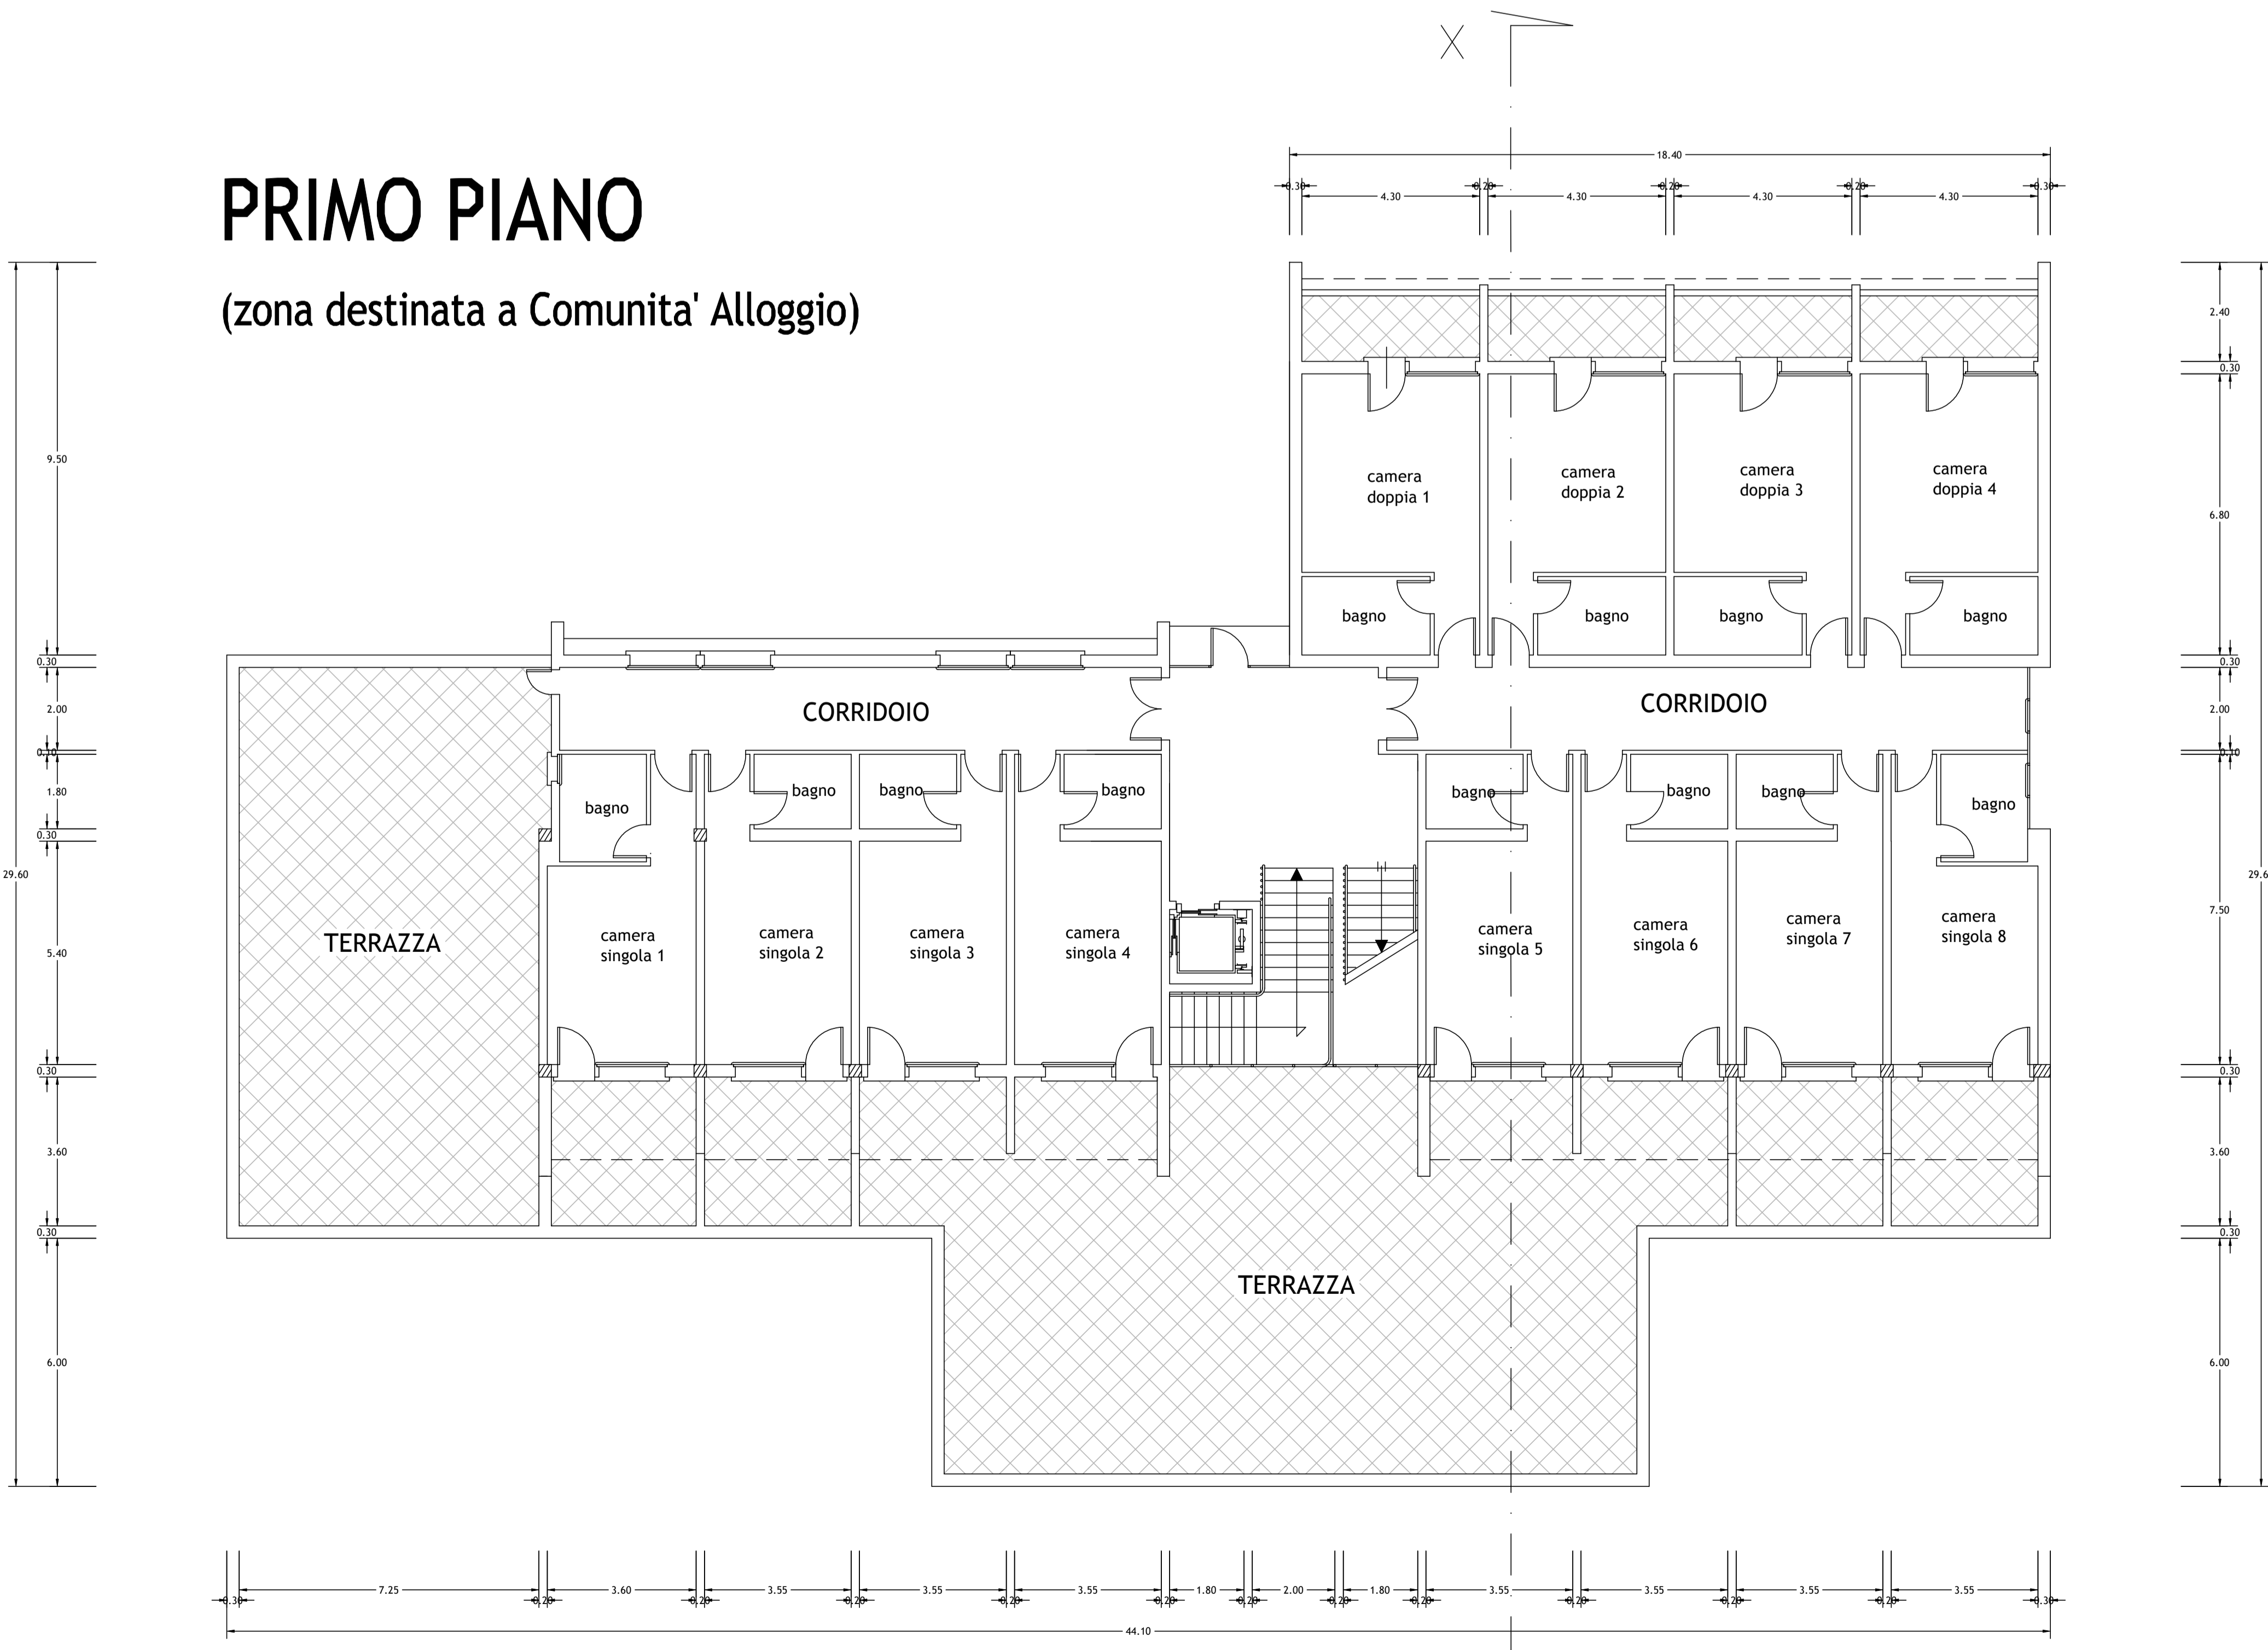 X
18.40
0.30
0.20
0.20
0.20
0.30
4.30
4.30
4.30
4.30
PRIMO PIANO
(zona destinata a Comunita' Alloggio)
2.40
0.30
9.50
camera
doppia 1
camera
doppia 2
camera
doppia 3
camera
doppia 4
6.80
bagno
bagno
bagno
bagno
0.30
0.30
2.00
CORRIDOIO
CORRIDOIO
2.00
0.10
0.10
1.80
bagno
bagno
bagno
bagno
bagno
bagno
bagno
bagno
0.30
29.60
29.6
TERRAZZA
camera
singola 1
camera
singola 2
camera
singola 3
camera
singola 4
camera
singola 5
camera
singola 6
camera
singola 7
camera
singola 8
5.40
7.50
0.30
0.30
3.60
3.60
0.30
0.30
TERRAZZA
6.00
6.00
7.25
3.60
3.55
3.55
3.55
1.80
2.00
1.80
3.55
3.55
3.55
3.55
0.30
0.20
0.20
0.20
0.20
0.20
0.20
0.20
0.20
0.20
0.20
0.20
0.30
44.10